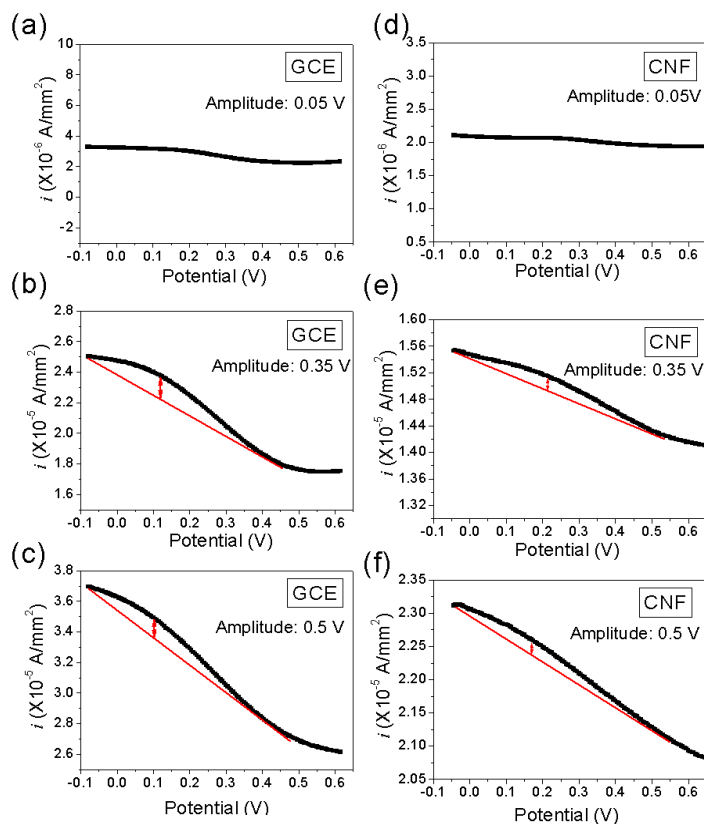 (a)
GCE
Amplitude: 0.05 V
i (X10⁻⁶ A/mm²)
10
8
6
4
2
0
-2
-0.1 0.0 0.1 0.2 0.3 0.4 0.5 0.6
Potential (V)
(d)
CNF
Amplitude: 0.05V
i (X10⁻⁶ A/mm²)
3.5
3.0
2.5
2.0
1.5
1.0
0.5
-0.1 0.0 0.1 0.2 0.3 0.4 0.5 0.6
Potential (V)
(b)
GCE
Amplitude: 0.35 V
i (X10⁻⁵ A/mm²)
2.8
2.6
2.4
2.2
2.0
1.8
1.6
-0.1 0.0 0.1 0.2 0.3 0.4 0.5 0.6
Potential (V)
(e)
CNF
Amplitude: 0.35 V
i (X10⁻⁵ A/mm²)
1.60
1.56
1.52
1.48
1.44
1.40
1.36
1.32
-0.1 0.0 0.1 0.2 0.3 0.4 0.5 0.6
Potential (V)
(c)
GCE
Amplitude: 0.5 V
i (X10⁻⁵ A/mm²)
3.8
3.4
3.0
2.6
-0.1 0.0 0.1 0.2 0.3 0.4 0.5 0.6
Potential (V)
(f)
CNF
Amplitude: 0.5 V
i (X10⁻⁵ A/mm²)
2.35
2.30
2.25
2.20
2.15
2.10
2.05
-0.1 0.0 0.1 0.2 0.3 0.4 0.5 0.6
Potential (V)